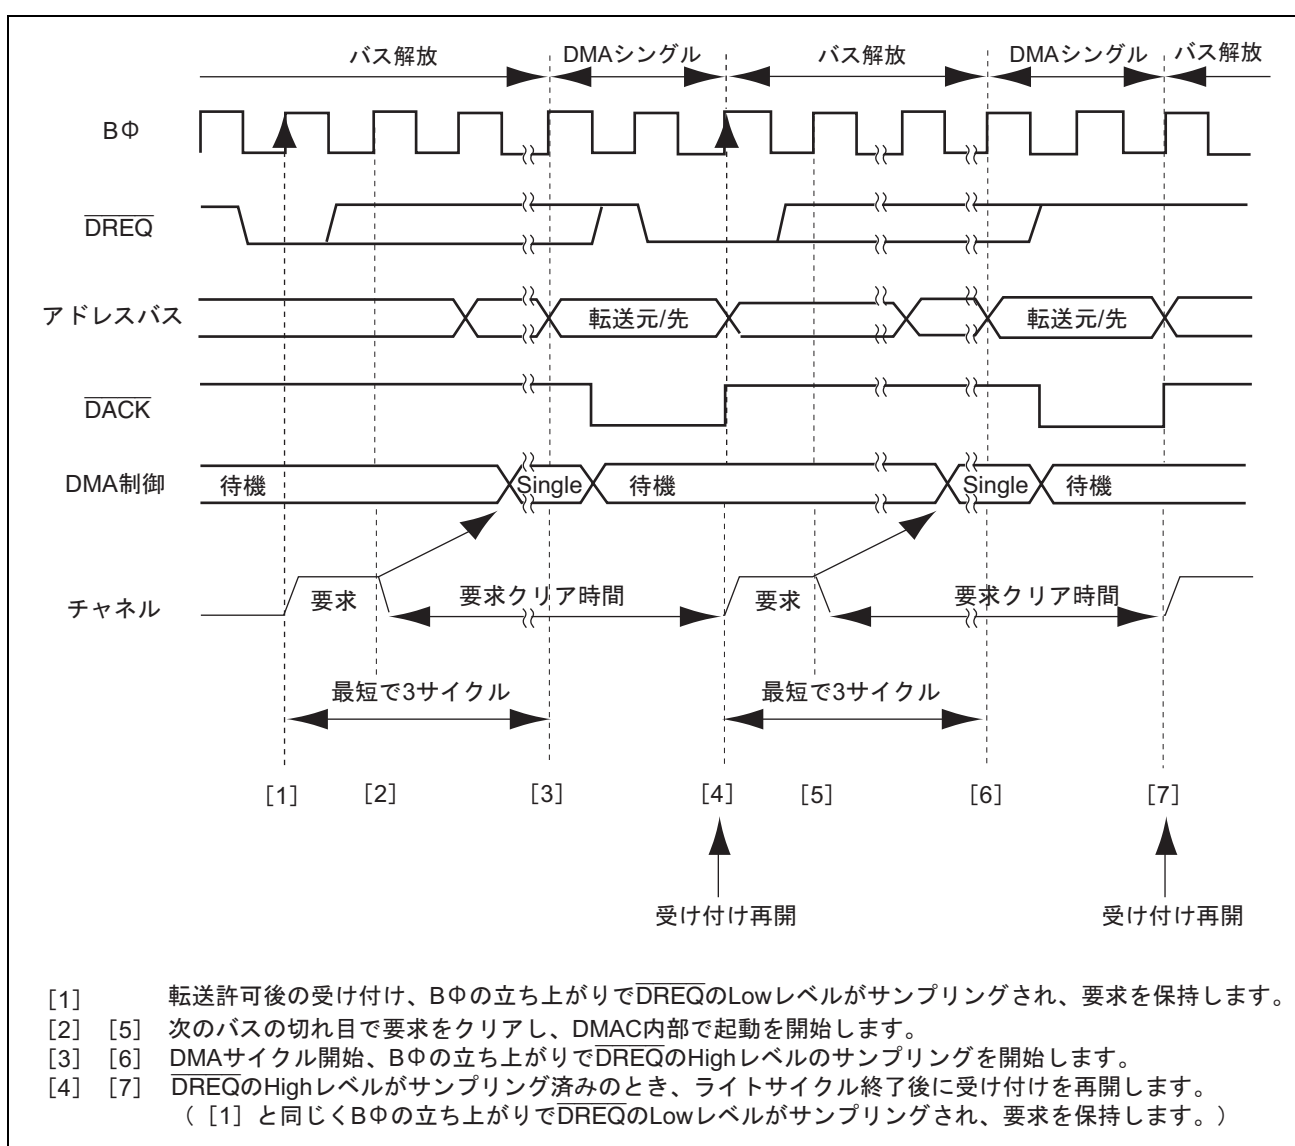 バス解放 DMAシングル バス解放 DMAシングル バス解放
BΦ
DREQ
アドレスバス 転送元/先 転送元/先
DACK
DMA制御 待機 Single 待機 Single 待機
チャネル 要求 要求クリア時間 要求 要求クリア時間
最短で3サイクル 最短で3サイクル
[1] [2] [3] [4] [5] [6] [7]
受け付け再開 受け付け再開
[1] 転送許可後の受け付け、BΦの立ち上がりでDREQのLowレベルがサンプリングされ、要求を保持します。
[2] [5] 次のバスの切れ目で要求をクリアし、DMAC内部で起動を開始します。
[3] [6] DMAサイクル開始、BΦの立ち上がりでDREQのHighレベルのサンプリングを開始します。
[4] [7] DREQのHighレベルがサンプリング済みのとき、ライトサイクル終了後に受け付けを再開します。
（[1]と同じくBΦの立ち上がりでDREQのLowレベルがサンプリングされ、要求を保持します。）